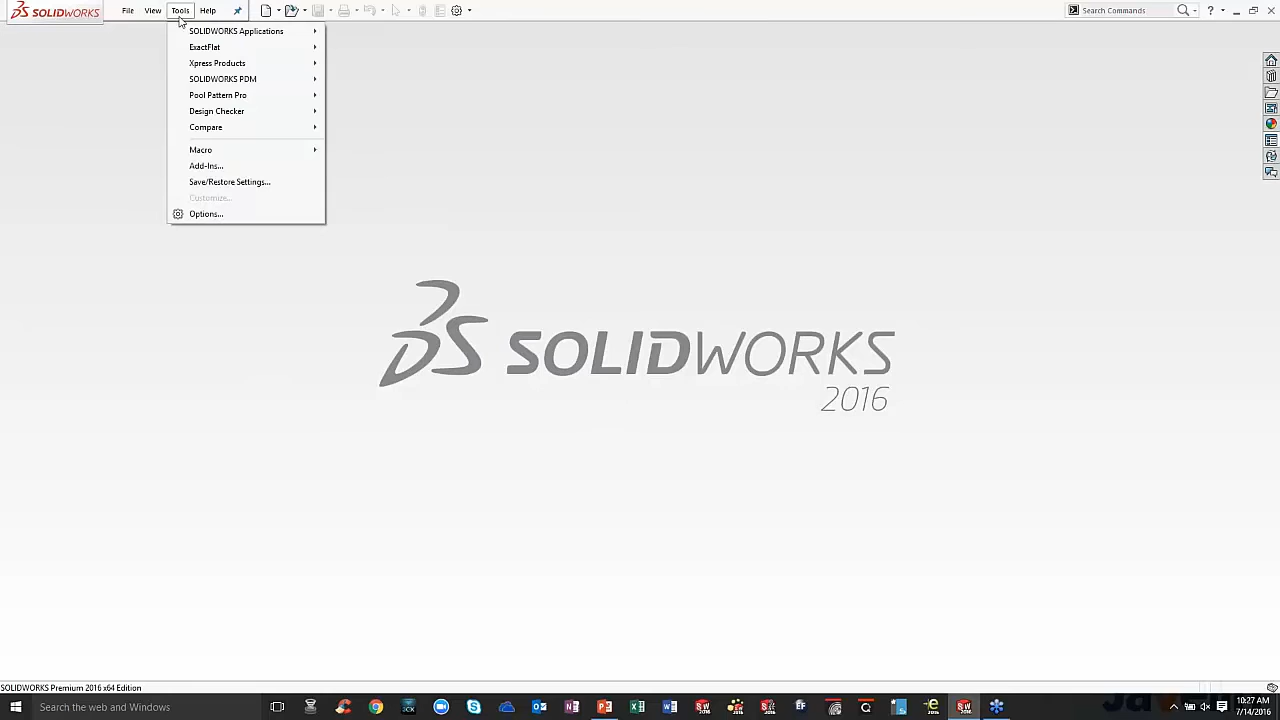 SOLIDWORKS File View Tools Help Search Commands
SOLIDWORKS Applications
ExactFlat
Xpress Products
SOLIDWORKS PDM
Pool Pattern Pro
Design Checker
Compare
Macro
Add-Ins...
Save/Restore Settings...
Customize...
Options...
SOLIDWORKS
2016
SOLIDWORKS Premium 2016 x64 Edition
Search the web and Windows
10:27 AM
7/14/2016